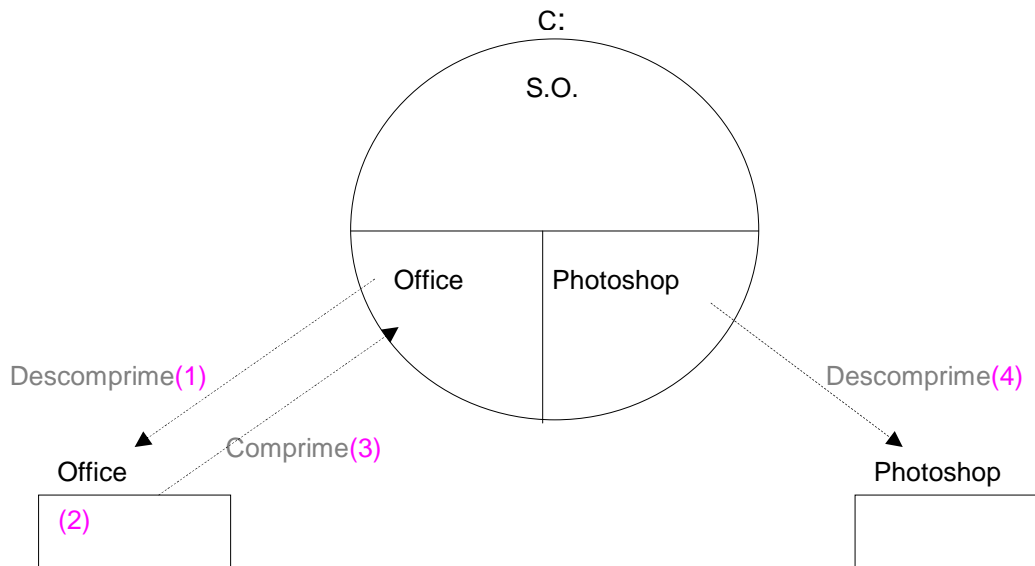 C:
S.O.
Office
Photoshop
Descomprime(1)
Descomprime(4)
Comprime(3)
Office
Photoshop
(2)